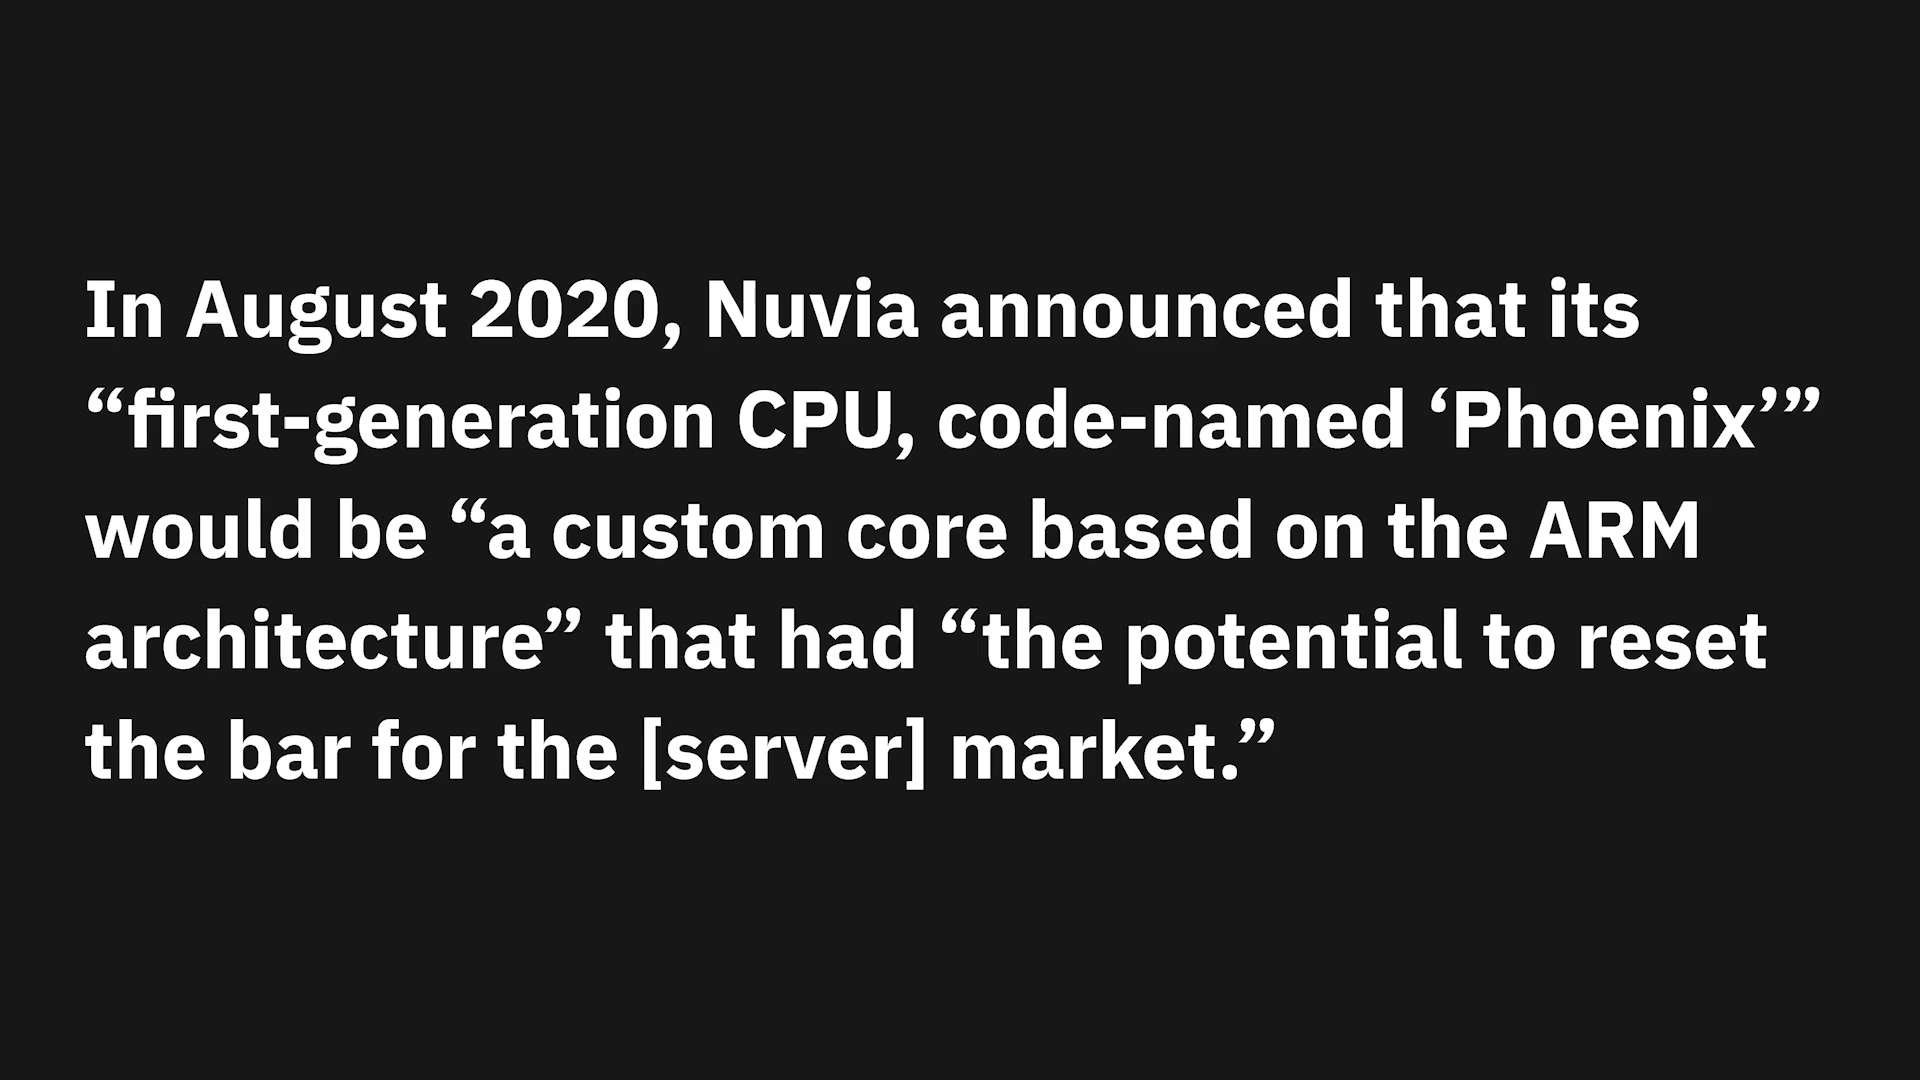 In August 2020, Nuvia announced that its
“first-generation CPU, code-named ‘Phoenix’”
would be “a custom core based on the ARM
architecture” that had “the potential to reset
the bar for the [server] market.”